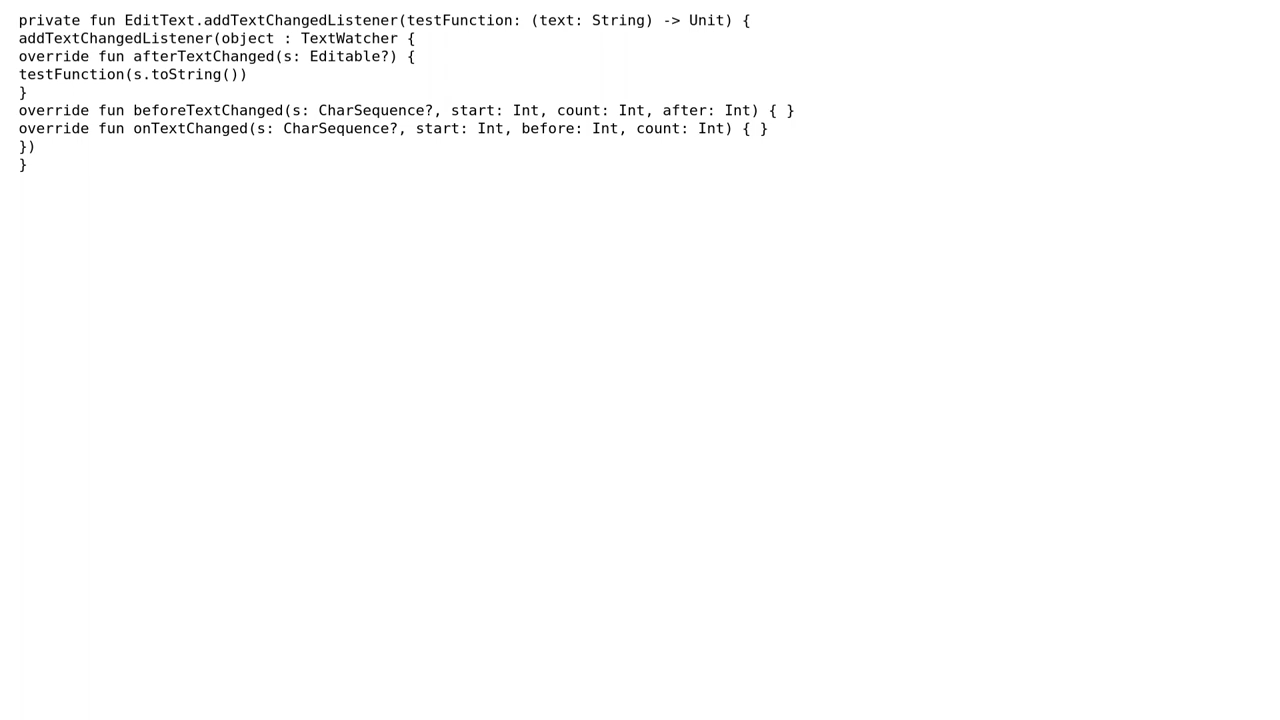 private fun EditText.addTextChangedListener(testFunction: (text: String) -> Unit) {
addTextChangedListener(object : TextWatcher {
override fun afterTextChanged(s: Editable?) {
testFunction(s.toString())
}
override fun beforeTextChanged(s: CharSequence?, start: Int, count: Int, after: Int) { }
override fun onTextChanged(s: CharSequence?, start: Int, before: Int, count: Int) { }
})
}